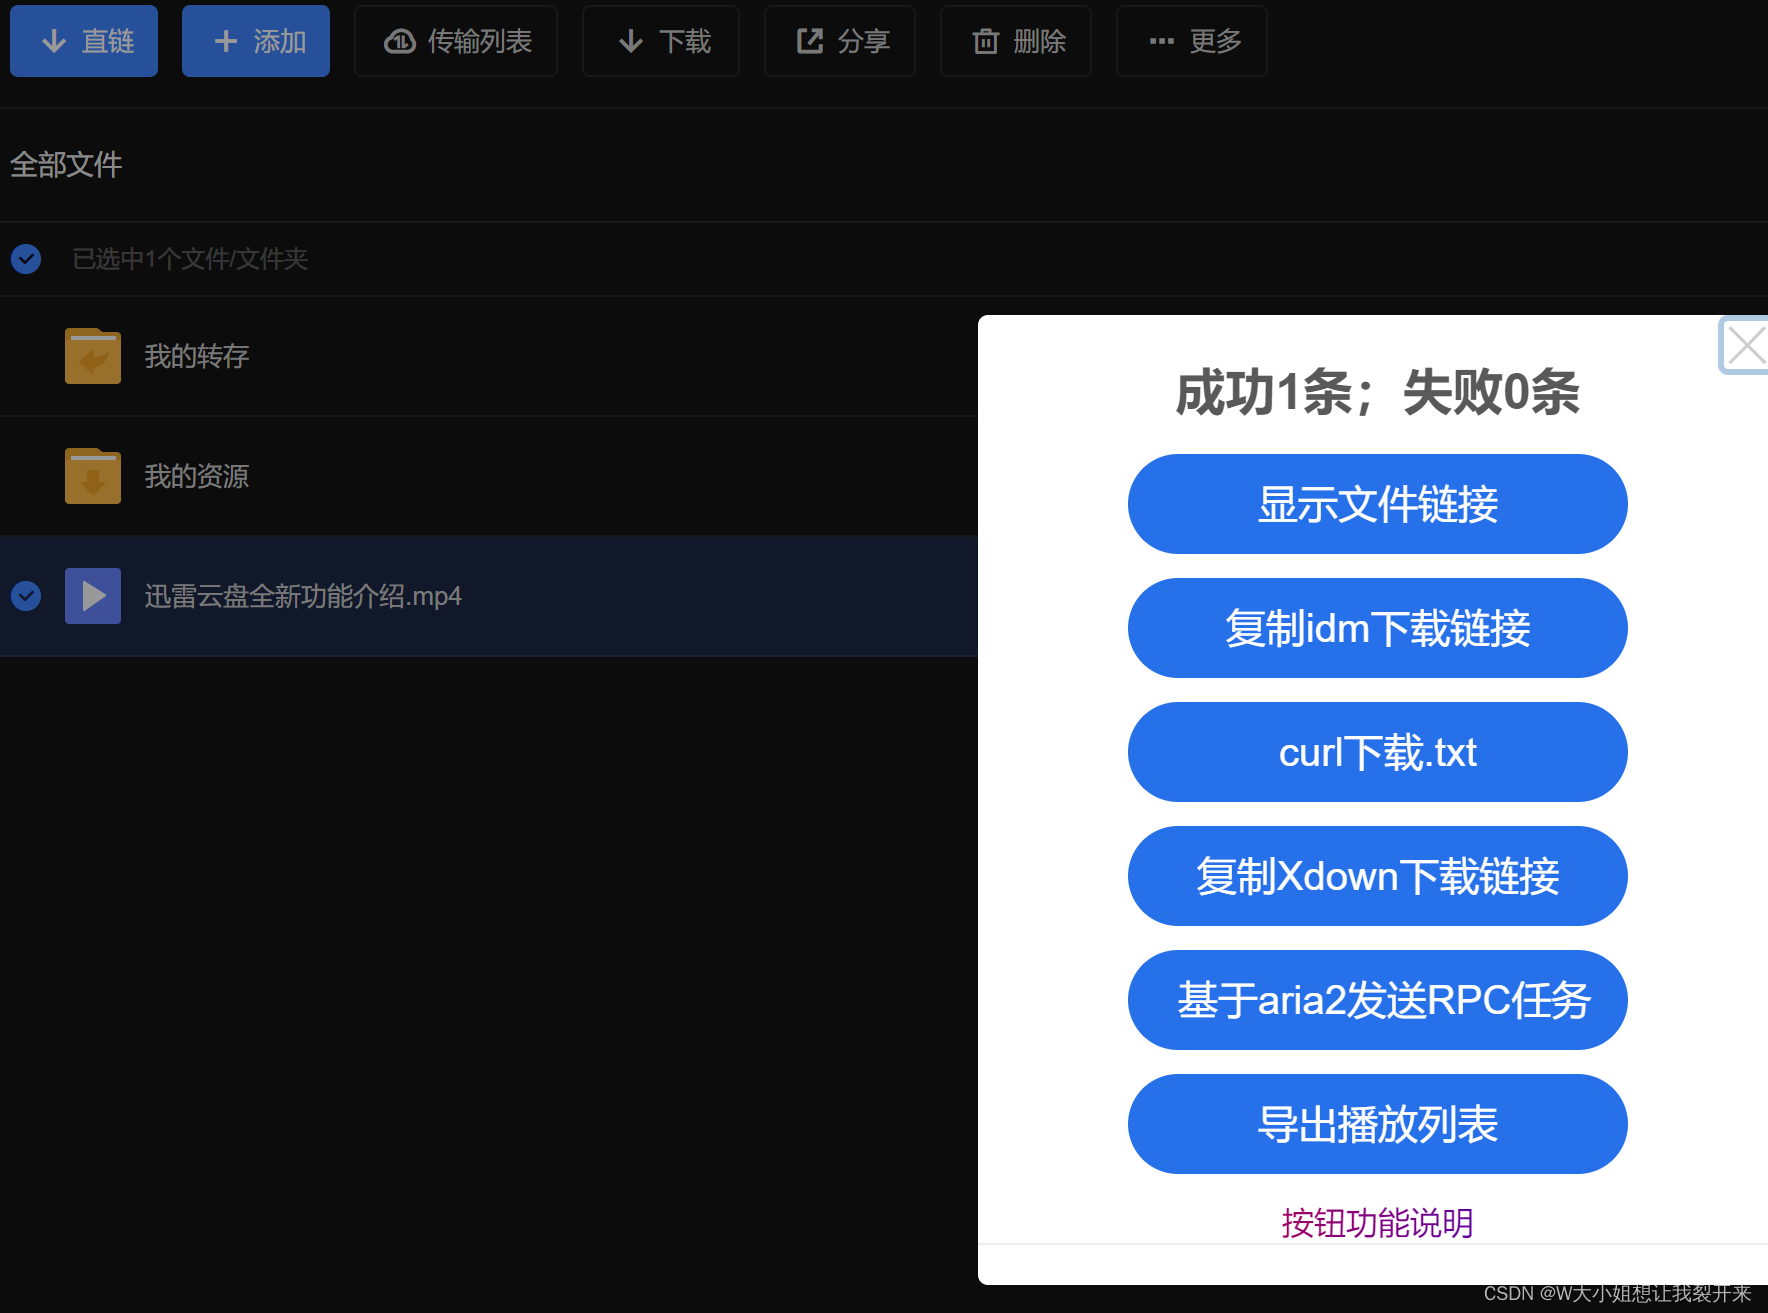 直链 添加 传输列表 下载 分享 删除 更多
全部文件
已选中1个文件/文件夹
我的转存
我的资源
迅雷云盘全新功能介绍.mp4
成功1条；失败0条
显示文件链接
复制idm下载链接
curl下载.txt
复制Xdown下载链接
基于aria2发送RPC任务
导出播放列表
按钮功能说明
CSDN @W大小姐想让我裂开来